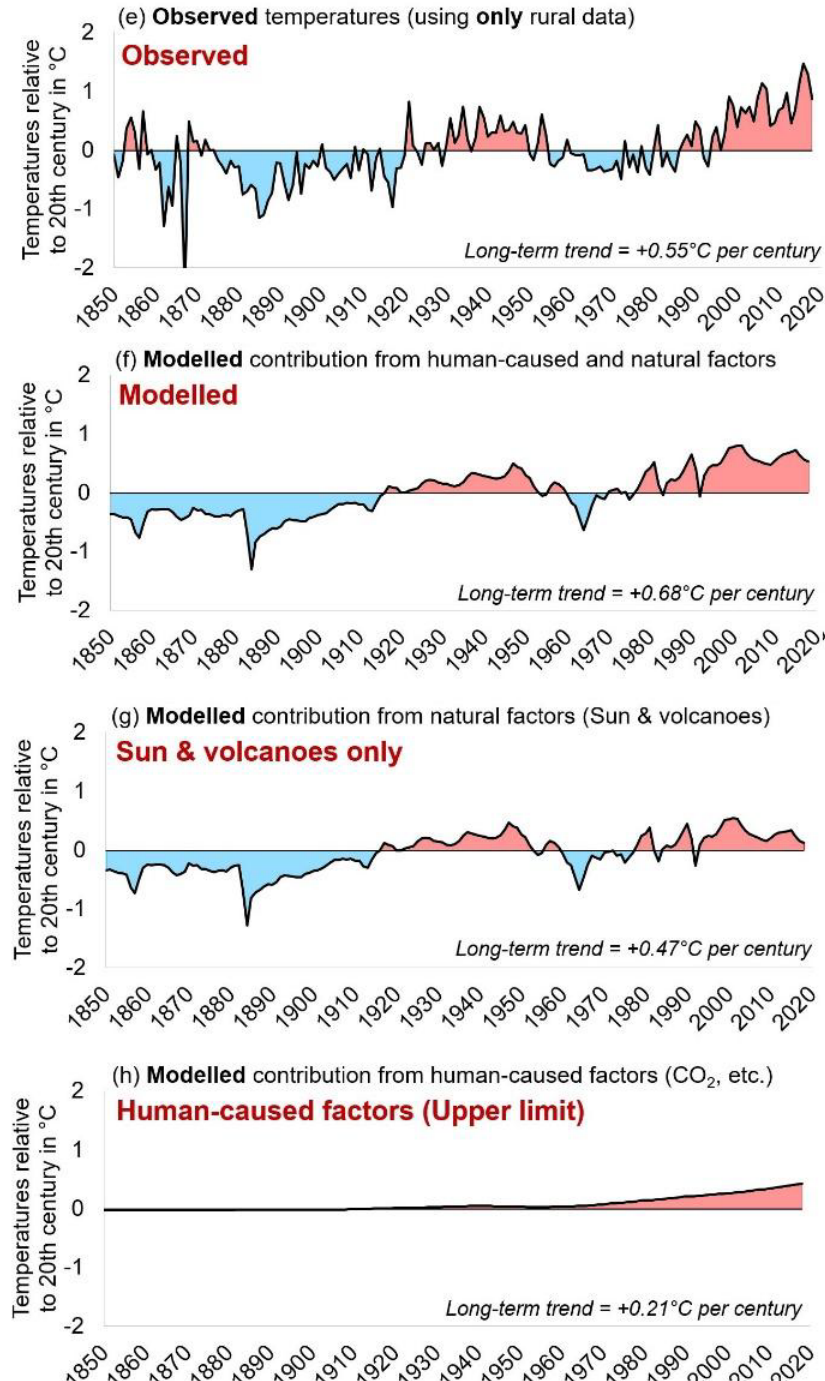 (e) Observed temperatures (using only rural data)
Observed
Temperatures relative
to 20th century in °C
2
1
0
-1
-2
Long-term trend = +0.55°C per century
1850 1860 1870 1880 1890 1900 1910 1920 1930 1940 1950 1960 1970 1980 1990 2000 2010 2020
(f) Modelled contribution from human-caused and natural factors
Modelled
Temperatures relative
to 20th century in °C
2
1
0
-1
-2
Long-term trend = +0.68°C per century
1850 1860 1870 1880 1890 1900 1910 1920 1930 1940 1950 1960 1970 1980 1990 2000 2010 2020
(g) Modelled contribution from natural factors (Sun & volcanoes)
Sun & volcanoes only
Temperatures relative
to 20th century in °C
2
1
0
-1
-2
Long-term trend = +0.47°C per century
1850 1860 1870 1880 1890 1900 1910 1920 1930 1940 1950 1960 1970 1980 1990 2000 2010 2020
(h) Modelled contribution from human-caused factors (CO₂, etc.)
Human-caused factors (Upper limit)
Temperatures relative
to 20th century in °C
2
1
0
-1
-2
Long-term trend = +0.21°C per century
1850 1860 1870 1880 1890 1900 1910 1920 1930 1940 1950 1960 1970 1980 1990 2000 2010 2020